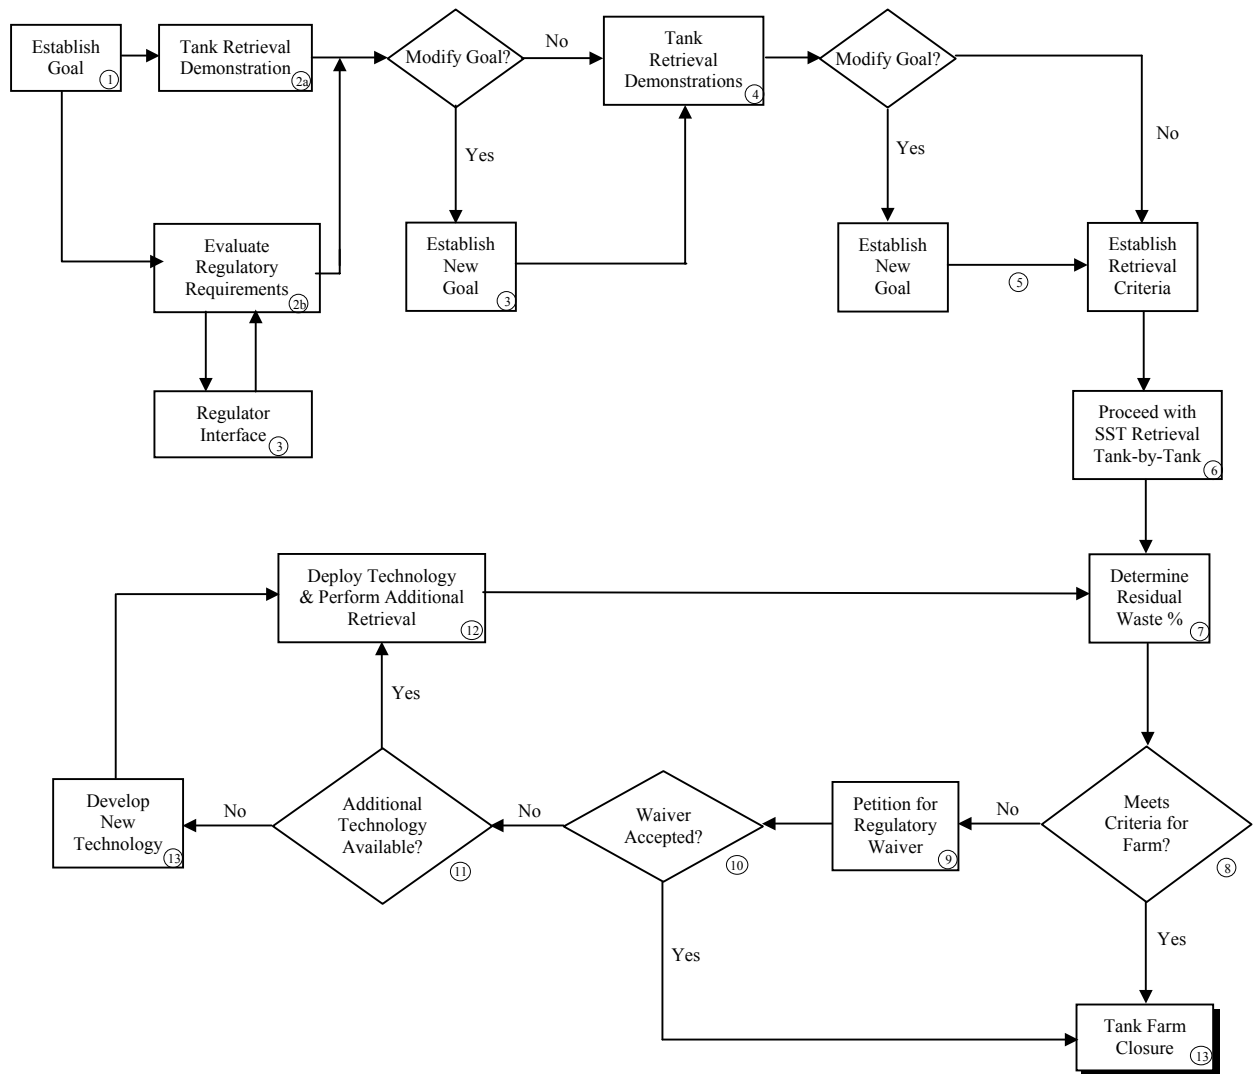 Establish
Goal
1
Tank Retrieval
Demonstration
2a
Modify Goal?
No
Tank
Retrieval
Demonstrations
4
Modify Goal?
No
Yes
Yes
Evaluate
Regulatory
Requirements
2b
Establish
New
Goal
3
Establish
New
Goal
5
Establish
Retrieval
Criteria
Regulator
Interface
3
Proceed with
SST Retrieval
Tank-by-Tank
6
Deploy Technology
& Perform Additional
Retrieval
12
Determine
Residual
Waste %
7
Yes
Develop
New
Technology
13
No
Additional
Technology
Available?
11
No
Waiver
Accepted?
10
Petition for
Regulatory
Waiver
9
No
Meets
Criteria for
Farm?
8
Yes
Yes
Tank Farm
Closure
13